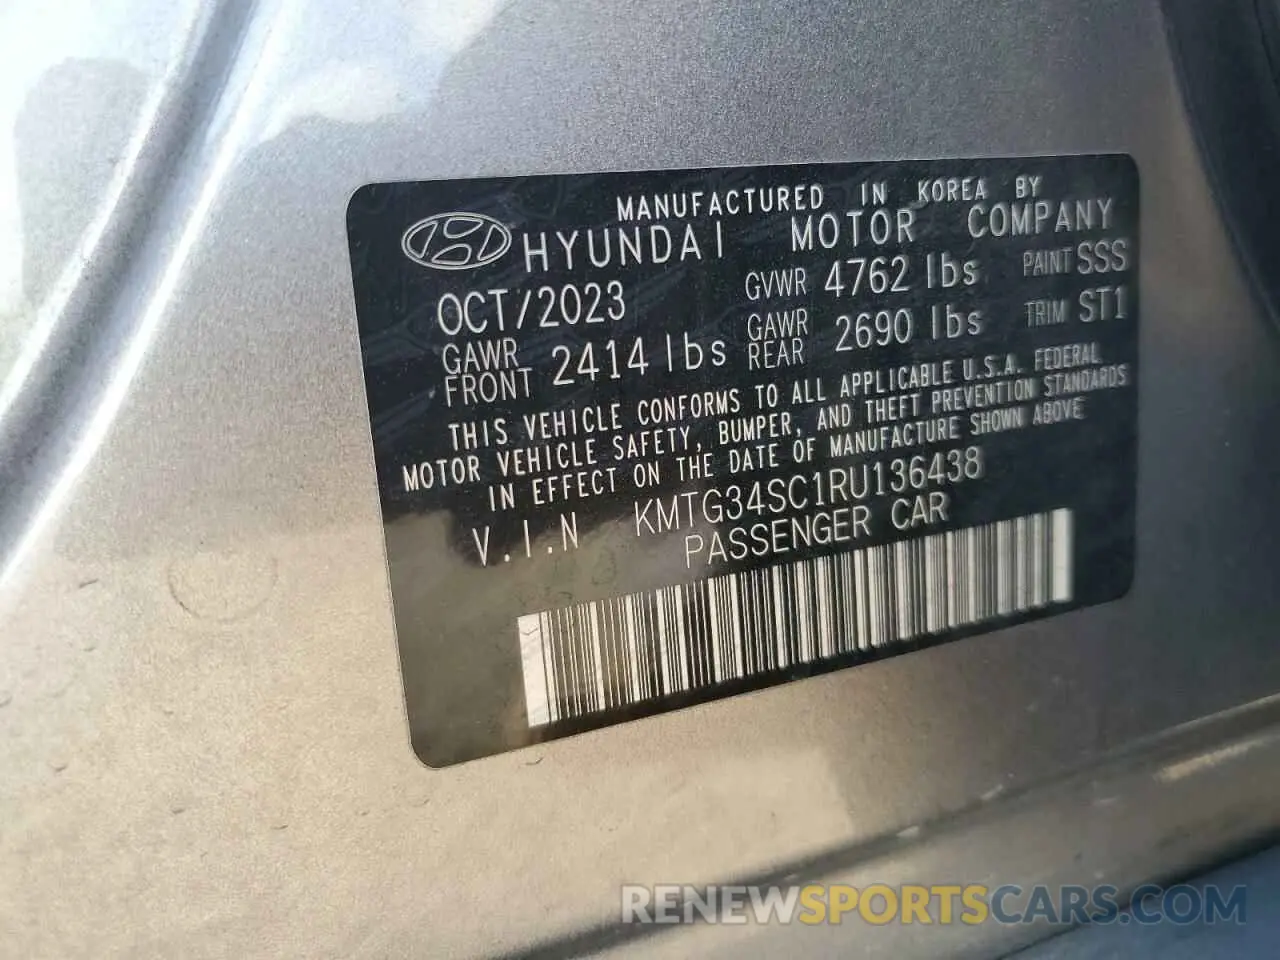 MANUFACTURED IN KOREA BY
HYUNDAI MOTOR COMPANY
OCT/2023 GVWR 4762 lbs PAINT SSS
GAWR FRONT 2414 lbs GAWR REAR 2690 lbs TRIM ST1
THIS VEHICLE CONFORMS TO ALL APPLICABLE U.S.A. FEDERAL
MOTOR VEHICLE SAFETY, BUMPER, AND THEFT PREVENTION STANDARDS
IN EFFECT ON THE DATE OF MANUFACTURE SHOWN ABOVE
V.I.N KMTG34SC1RU136438
PASSENGER CAR
RENEWSPORTSCARS.COM